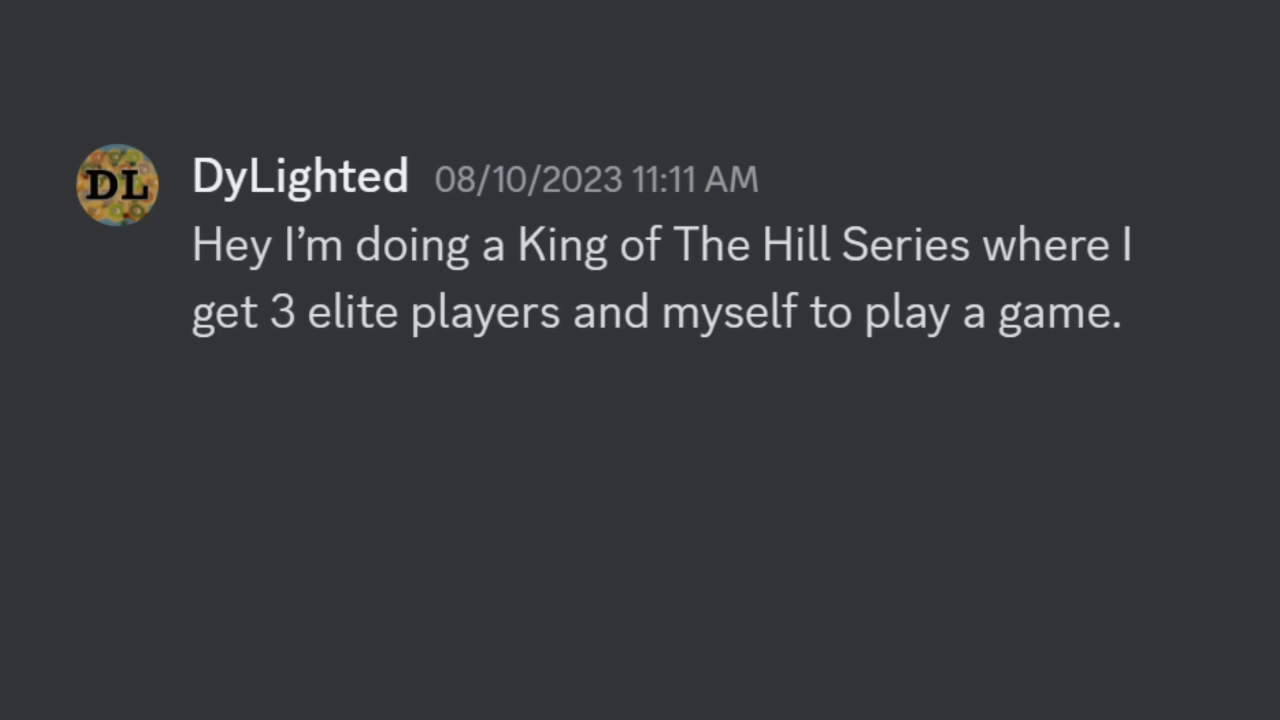 DL
DyLighted 08/10/2023 11:11 AM
Hey I’m doing a King of The Hill Series where I
get 3 elite players and myself to play a game.